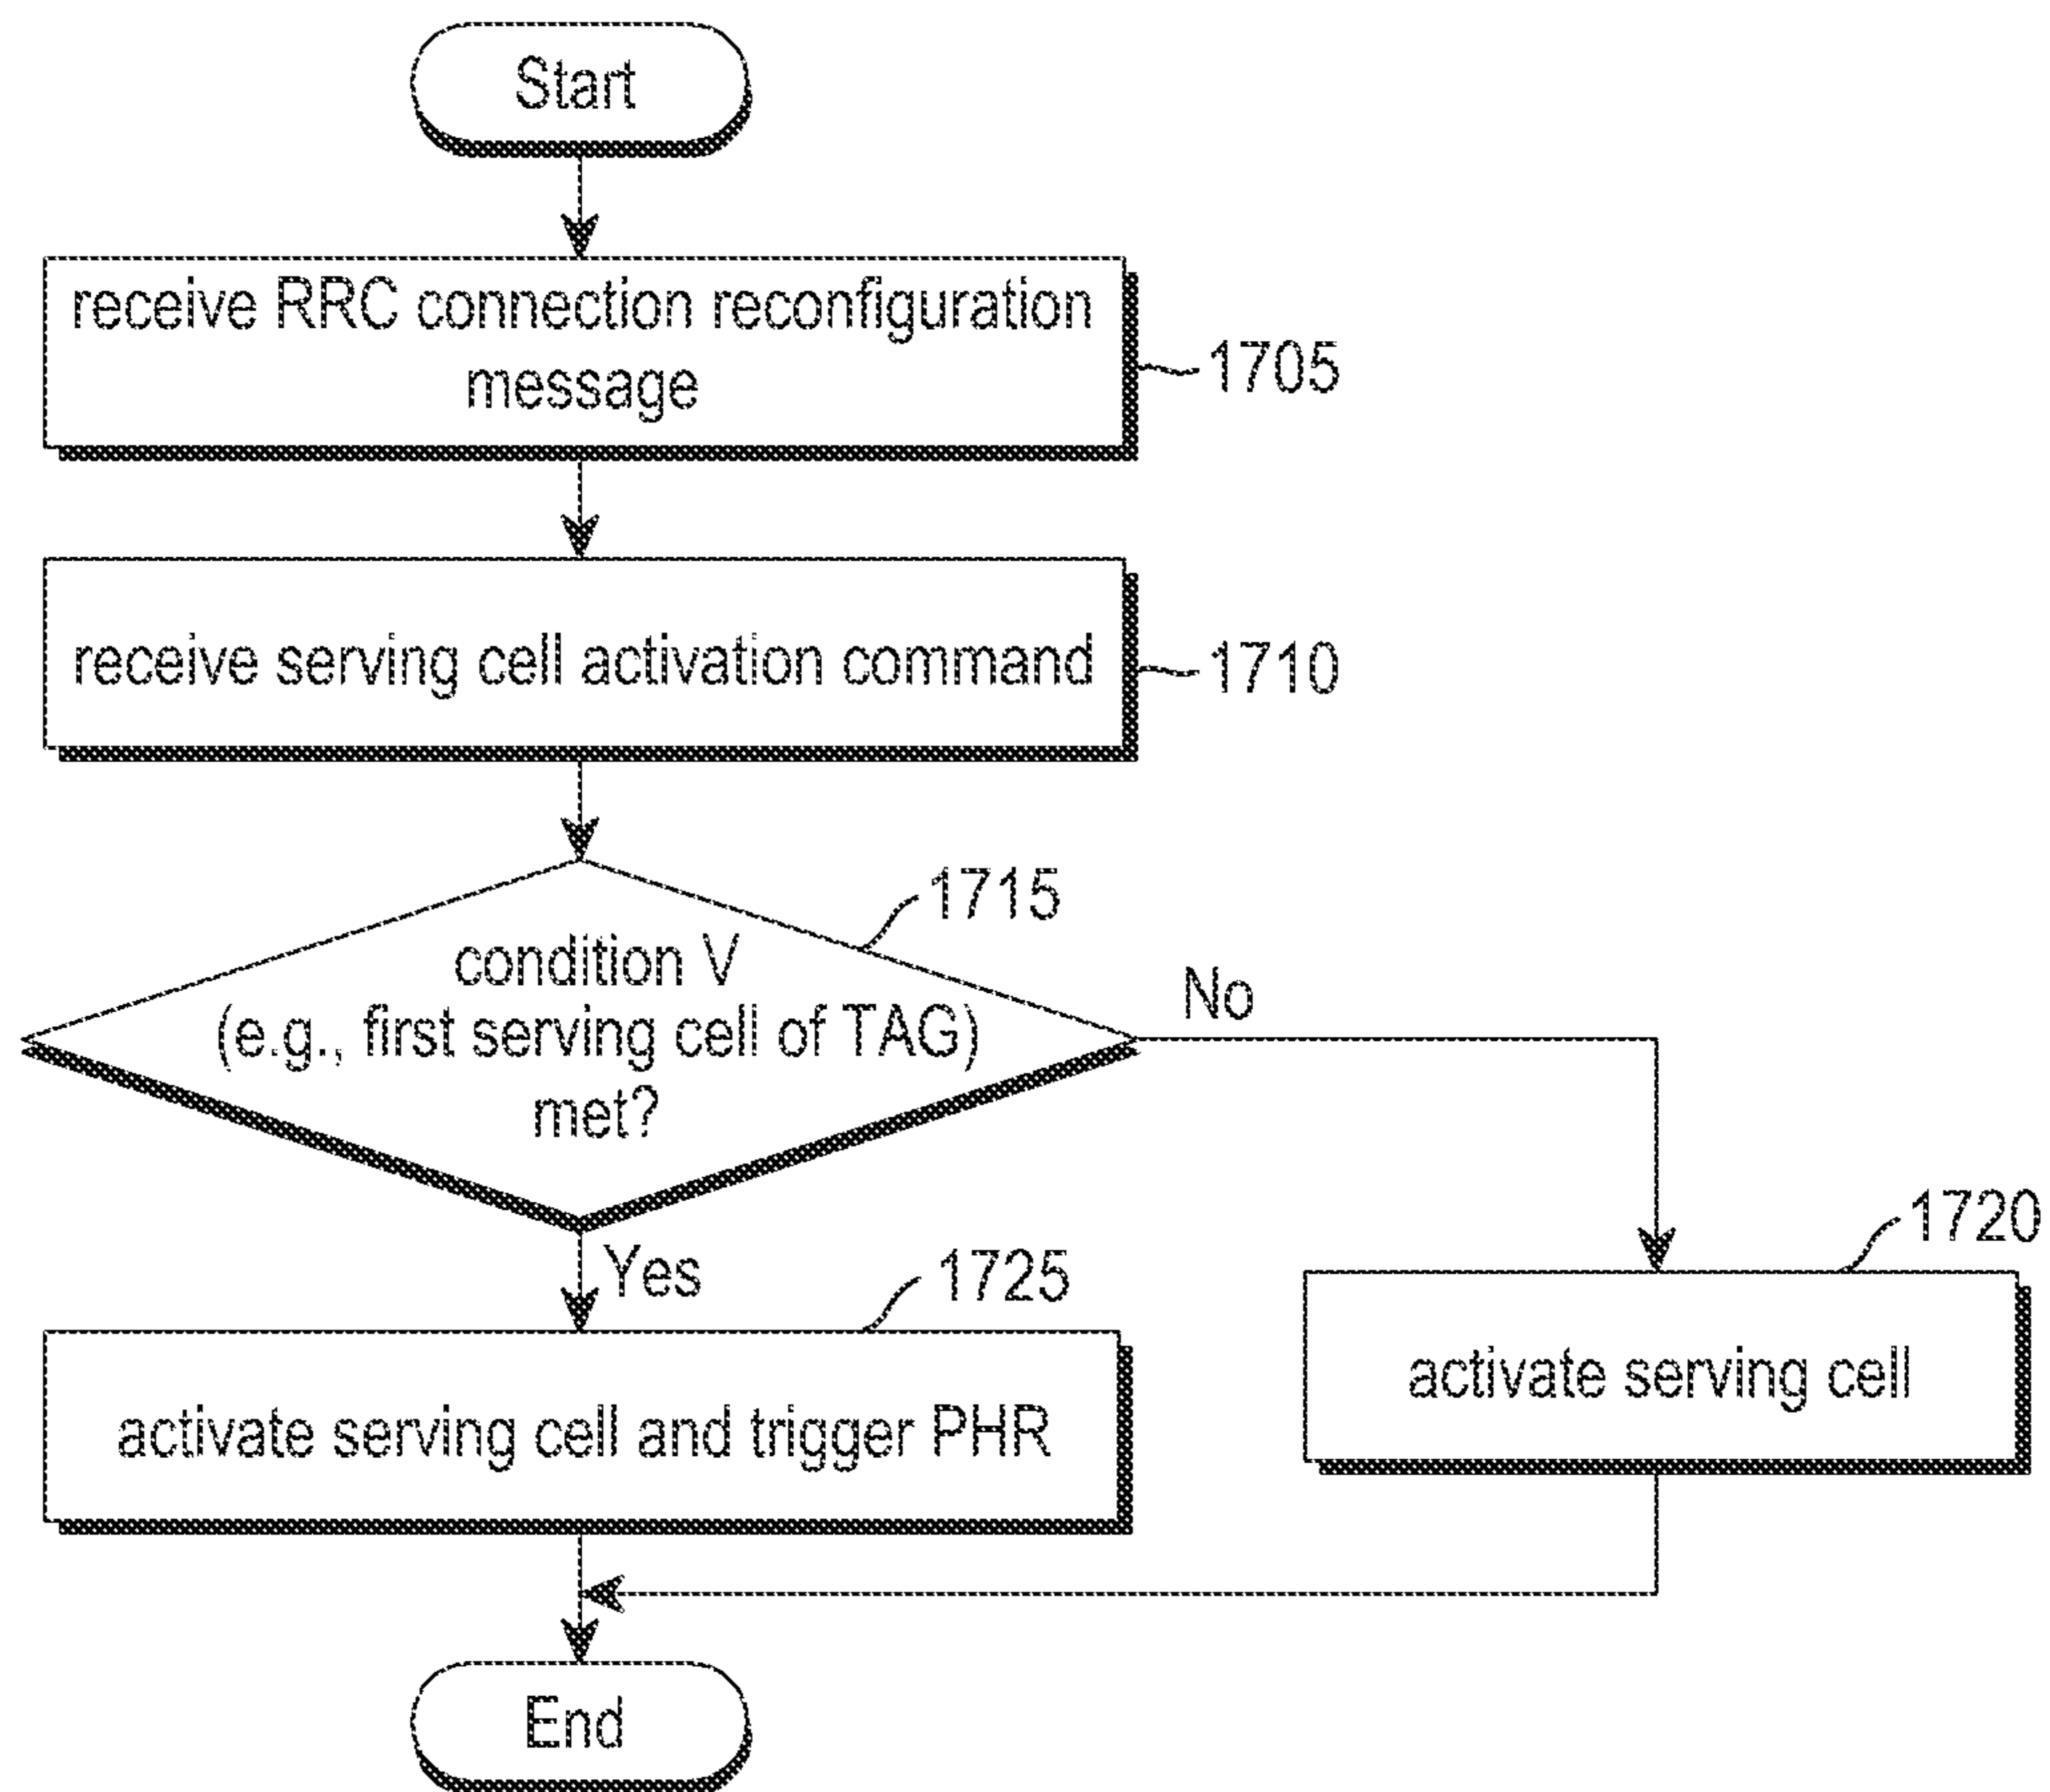 Start
receive RRC connection reconfiguration
message
1705
receive serving cell activation command
1710
1715
condition V
(e.g., first serving cell of TAG)
met?
No
Yes
1725
1720
activate serving cell and trigger PHR
activate serving cell
End